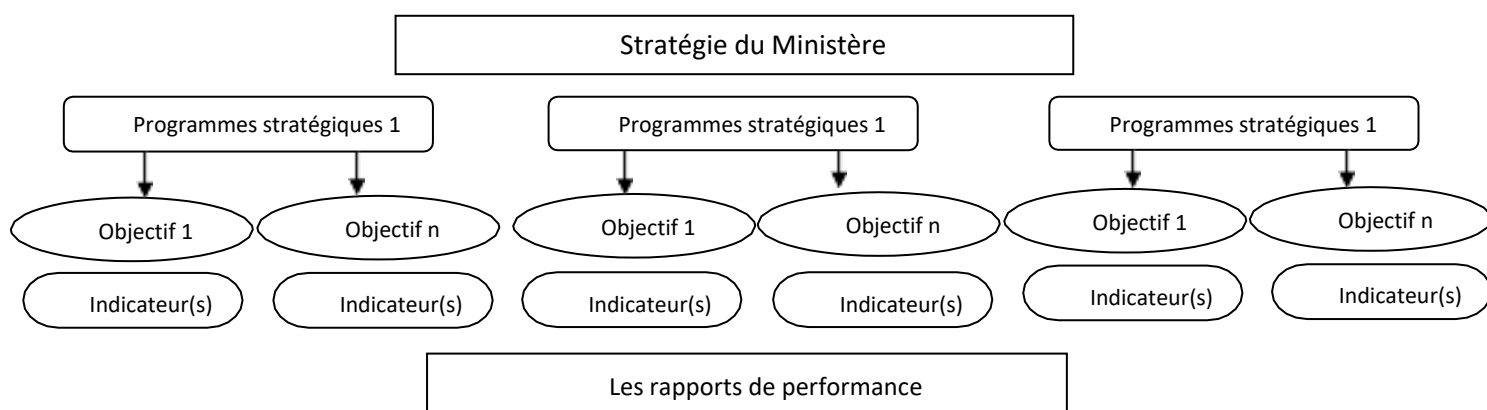 Stratégie du Ministère
Programmes stratégiques 1
Programmes stratégiques 1
Programmes stratégiques 1
Objectif 1
Objectif n
Objectif 1
Objectif n
Objectif 1
Objectif n
Indicateur(s)
Indicateur(s)
Indicateur(s)
Indicateur(s)
Indicateur(s)
Indicateur(s)
Les rapports de performance